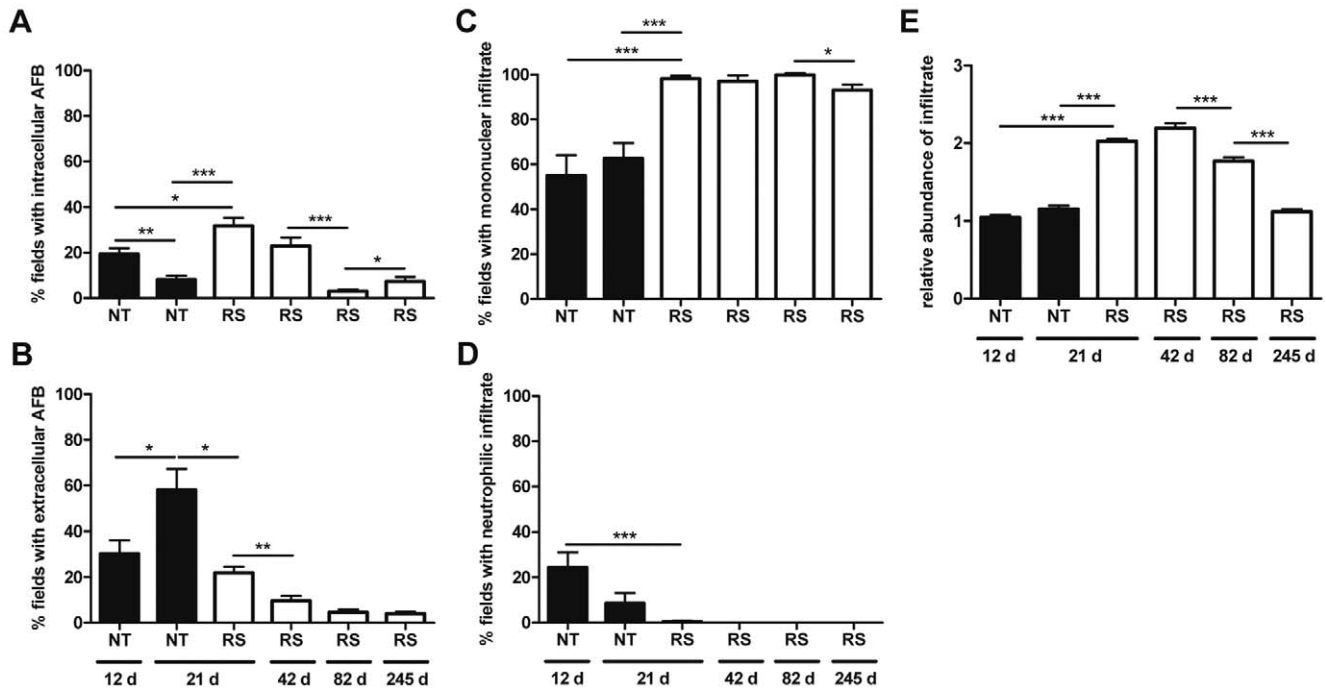 A
% fields with intracellular AFB
100
80
60
40
20
0
***
*
**
***
*
NT NT RS RS RS RS
B
% fields with extracellular AFB
100
80
60
40
20
0
* *
**
NT NT RS RS RS RS
12 d 21 d 42 d 82 d 245 d
C
% fields with mononuclear infiltrate
100
80
60
40
20
0
***
***
*
NT NT RS RS RS RS
D
% fields with neutrophilic infiltrate
100
80
60
40
20
0
***
NT NT RS RS RS RS
12 d 21 d 42 d 82 d 245 d
E
relative abundance of infiltrate
3
2
1
0
***
***
***
***
NT NT RS RS RS RS
12 d 21 d 42 d 82 d 245 d